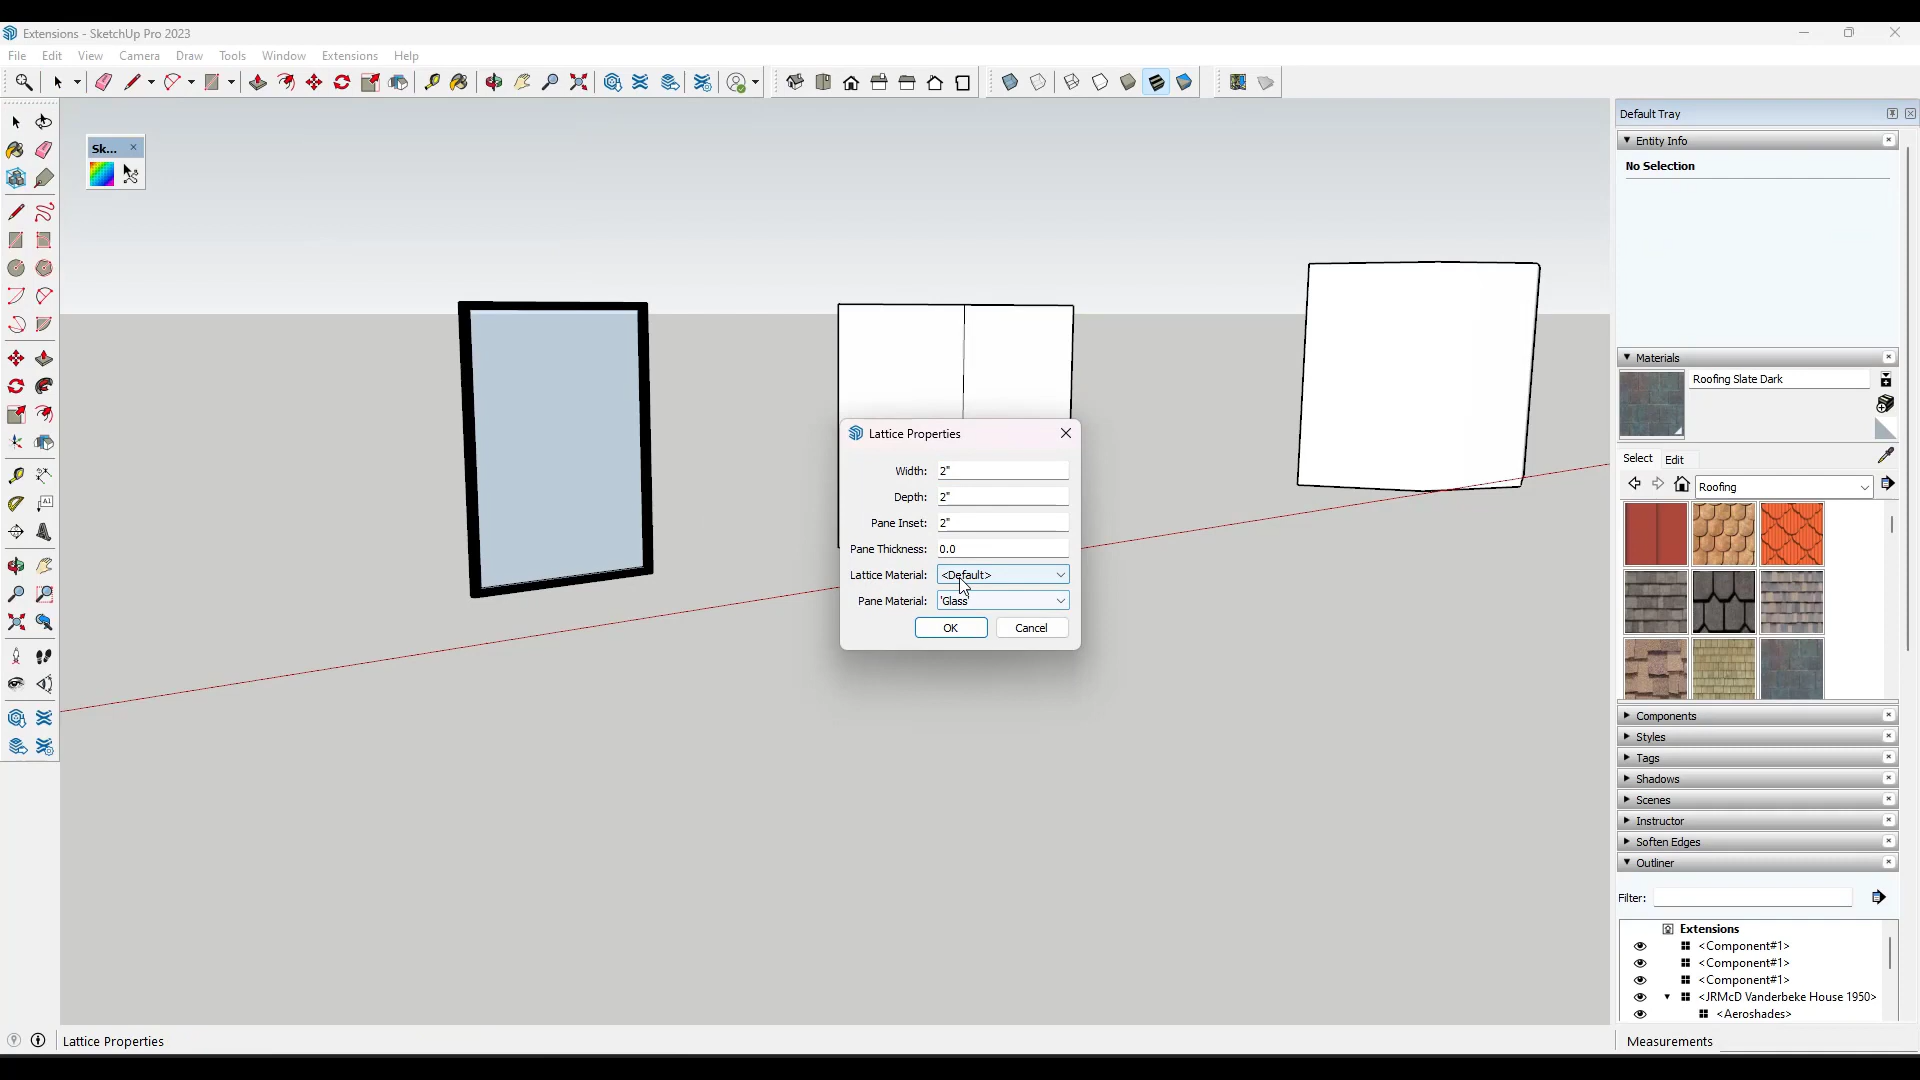 Extensions - SketchUp Pro 2023
File Edit View Camera Draw Tools Window Extensions Help
Default Tray
Entity Info
No Selection
Sk...
Materials
Roofing Slate Dark
Select Edit
Roofing
Lattice Properties
Width: 2"
Depth: 2"
Pane Inset: 2"
Pane Thickness: 0.0
Lattice Material: <Default>
Pane Material: 'Glass'
OK Cancel
Components
Styles
Tags
Shadows
Scenes
Instructor
Soften Edges
Outliner
Filter:
Extensions
<Component#1>
<Component#1>
<Component#1>
<JRMcD Vanderbeke House 1950>
<Aeroshades>
Lattice Properties
Measurements